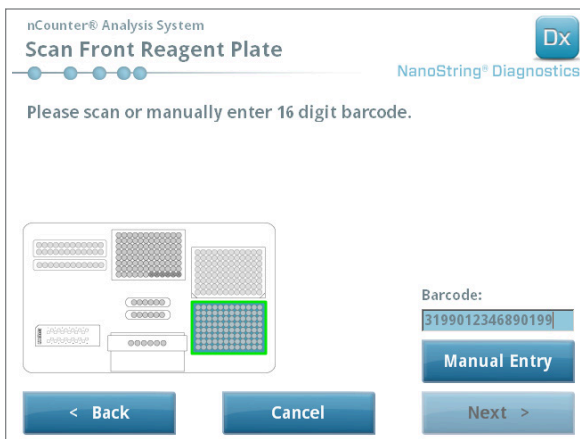 nCounter® Analysis System
Scan Front Reagent Plate
Dx
NanoString® Diagnostics
Please scan or manually enter 16 digit barcode.
Barcode:
3199012346890199
Manual Entry
< Back
Cancel
Next >